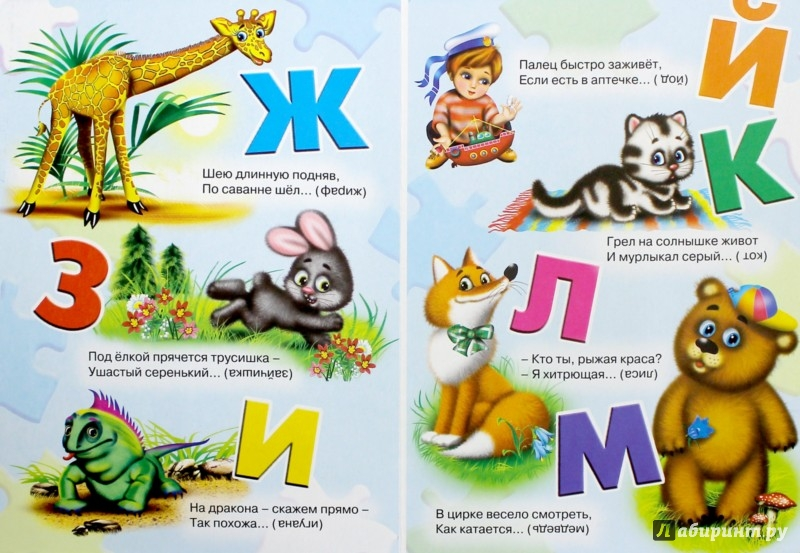 Ж
Шею длинную подняв,
По саванне шёл... (жираф)
З
Под ёлкой прячется трусишка –
Ушастый серенький... (зайчишка)
И
На дракона – скажем прямо –
Так похожа... (игуана)
Й
Палец быстро заживёт,
Если есть в аптечке... (йод)
К
Грел на солнышке живот
И мурлыкал серый... (кот)
Л
– Кто ты, рыжая краса?
– Я хитрющая... (лиса)
М
В цирке весело смотреть,
Как катается... (медведь)
Лабиринт.ру